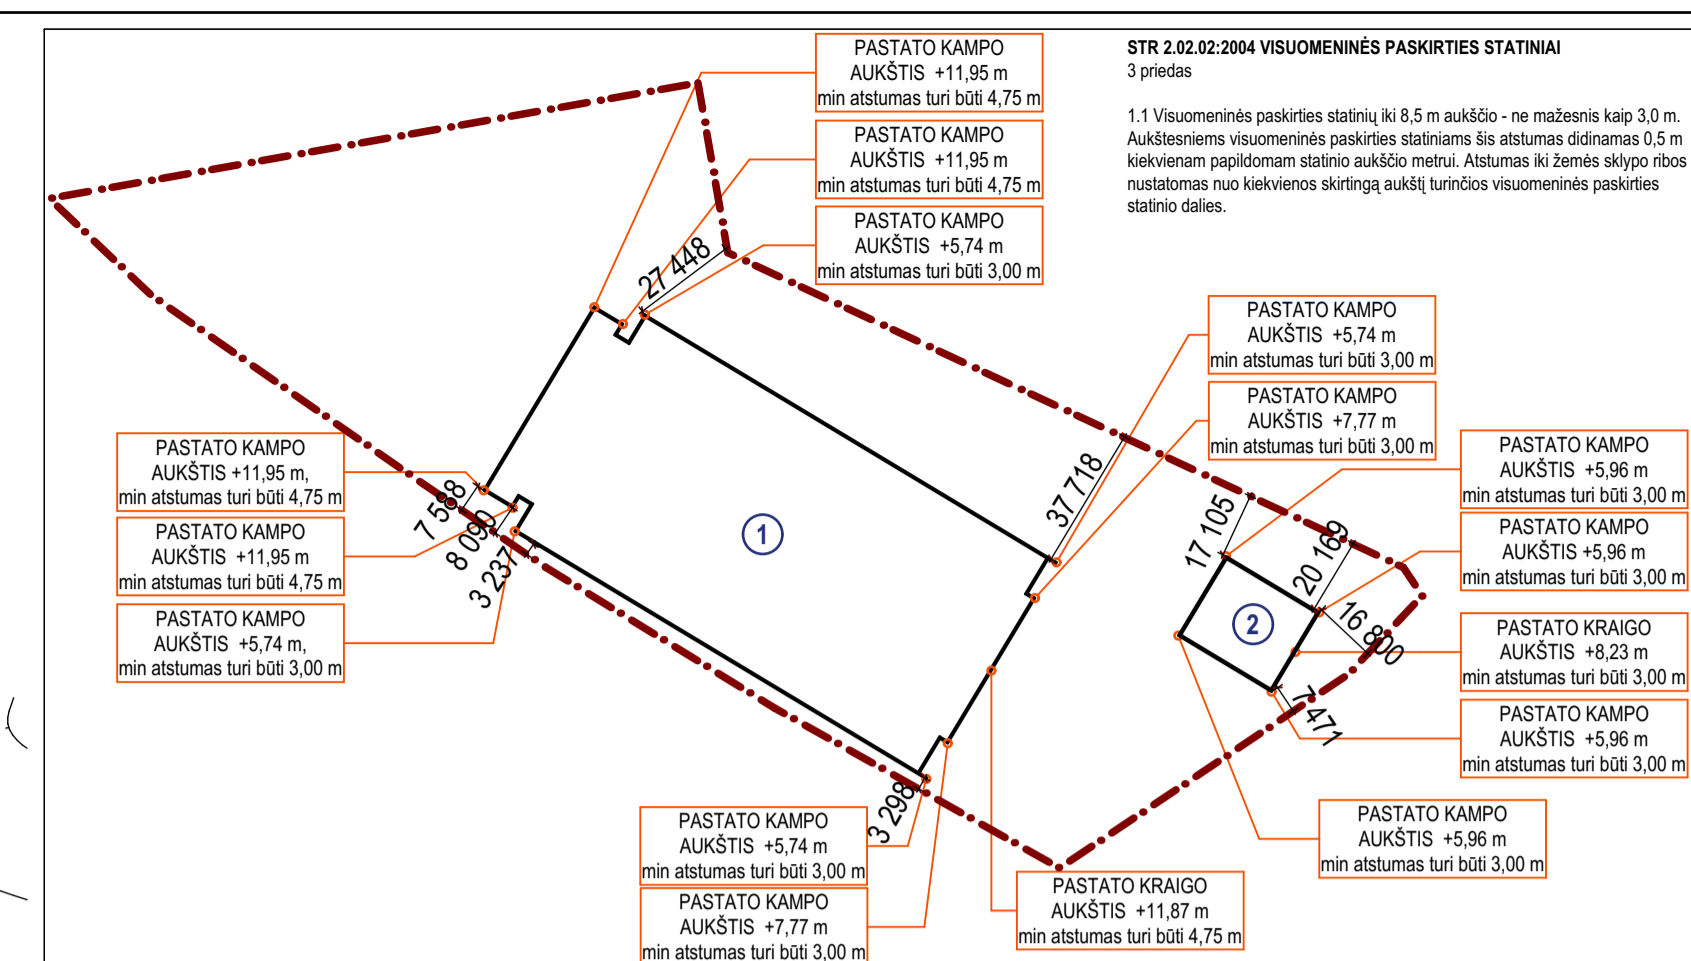 STR 2.02.02:2004 VISUOMENINĖS PASKIRTIES STATINIAI
3 priedas
1.1 Visuomeninės paskirties statinių iki 8,5 m aukščio - ne mažesnis kaip 3,0 m.
Aukštesniems visuomeninės paskirties statiniams šis atstumas didinamas 0,5 m
kiekvienam papildomam statinio aukščio metrui. Atstumas iki žemės sklypo ribos
nustatomas nuo kiekvienos skirtingą aukštį turinčios visuomeninės paskirties
statinio dalies.
PASTATO KAMPO
AUKŠTIS +11,95 m
min atstumas turi būti 4,75 m
PASTATO KAMPO
AUKŠTIS +11,95 m
min atstumas turi būti 4,75 m
PASTATO KAMPO
AUKŠTIS +5,74 m
min atstumas turi būti 3,00 m
27 448
PASTATO KAMPO
AUKŠTIS +5,74 m
min atstumas turi būti 3,00 m
PASTATO KAMPO
AUKŠTIS +7,77 m
min atstumas turi būti 3,00 m
PASTATO KAMPO
AUKŠTIS +5,96 m
min atstumas turi būti 3,00 m
PASTATO KAMPO
AUKŠTIS +5,96 m
min atstumas turi būti 3,00 m
PASTATO KRAIGO
AUKŠTIS +8,23 m
min atstumas turi būti 3,00 m
PASTATO KAMPO
AUKŠTIS +5,96 m
min atstumas turi būti 3,00 m
PASTATO KAMPO
AUKŠTIS +5,96 m
min atstumas turi būti 3,00 m
PASTATO KAMPO
AUKŠTIS +11,95 m,
min atstumas turi būti 4,75 m
PASTATO KAMPO
AUKŠTIS +11,95 m
min atstumas turi būti 4,75 m
PASTATO KAMPO
AUKŠTIS +5,74 m,
min atstumas turi būti 3,00 m
7 588
8 090
3 237
1
37 718
17 105
20 169
2
16 800
7 471
3 298
PASTATO KAMPO
AUKŠTIS +5,74 m
min atstumas turi būti 3,00 m
PASTATO KAMPO
AUKŠTIS +7,77 m
min atstumas turi būti 3,00 m
PASTATO KRAIGO
AUKŠTIS +11,87 m
min atstumas turi būti 4,75 m